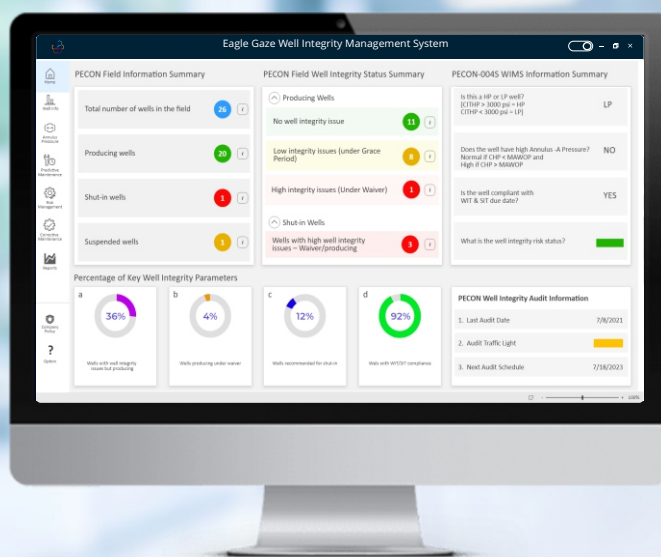 Eagle Gaze Well Integrity Management System
Home
Well Info
Annulus
Pressure
Predictive
Maintenance
Risk
Management
Corrective
Maintenance
Reports
Company
Policy
?
PECON Field Information Summary
Total number of wells in the field 26 i
Producing wells 20 i
Shut-in wells 1 i
Suspended wells 1 i
PECON Field Well Integrity Status Summary
Producing Wells
No well integrity issue 11 i
Low integrity issues (under Grace
Period) 8 i
High integrity issues (Under Waiver) 1 i
Shut-in Wells
Wells with high well integrity
issues – Waiver/producing 3 i
PECON-004S WIMS Information Summary
Is this a HP or LP well?
(CITHP > 3000 psi = HP
CITHP < 3000 psi = LP)
LP
Does the well have high Annulus -A Pressure?
Normal if CHP < MAWOP and
High if CHP > MAWOP
NO
Is the well compliant with
WIT & SIT due date?
YES
What is the well integrity risk status?
Percentage of Key Well Integrity Parameters
a
36%
Wells with well integrity
issues but producing
b
4%
Wells producing under waiver
c
12%
Wells recommended for shut-in
d
92%
Wells with WIT/SIT compliance
PECON Well Integrity Audit Information
1. Last Audit Date 7/8/2021
2. Audit Traffic Light
3. Next Audit Schedule 7/18/2023